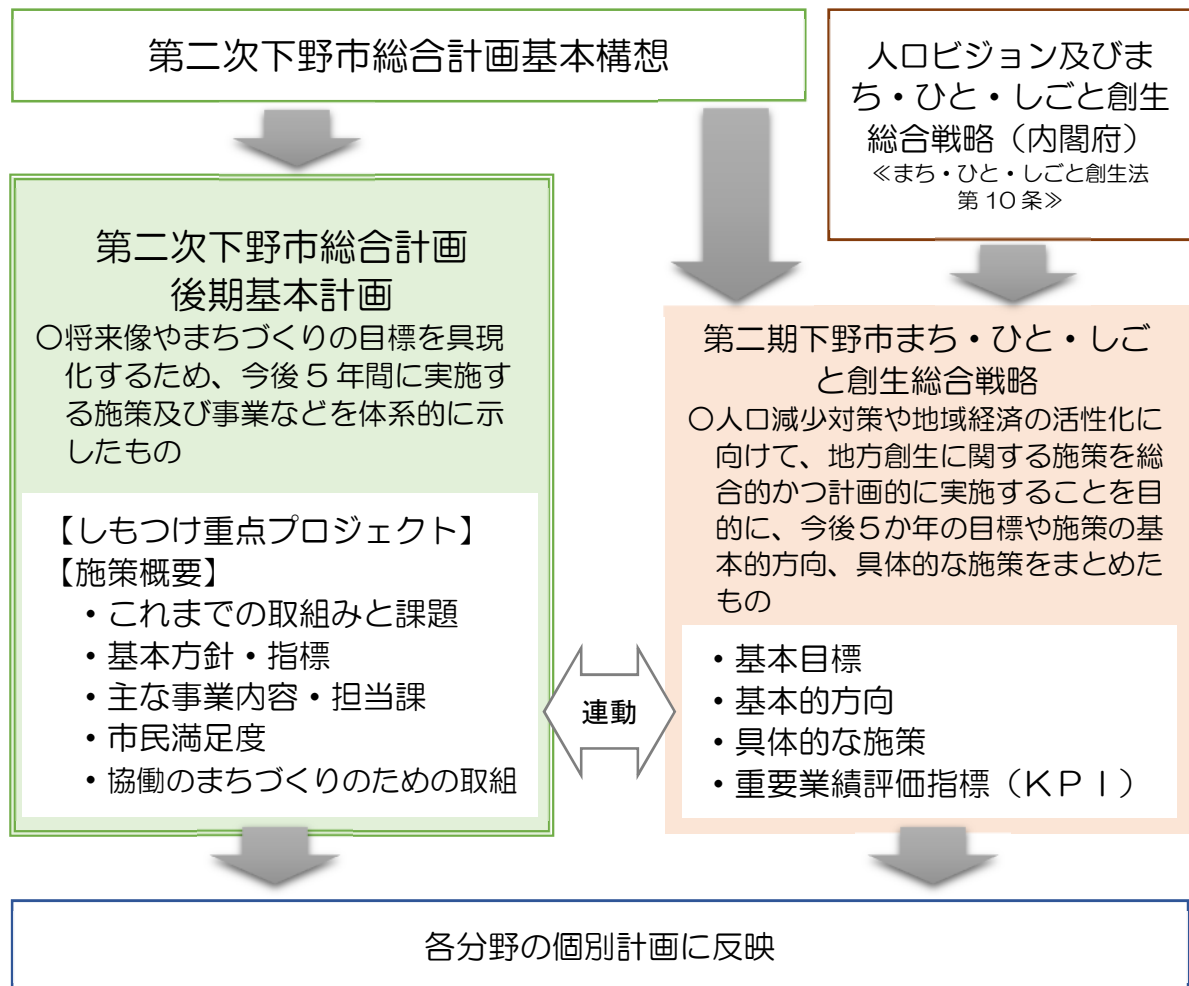 第二次下野市総合計画基本構想
人口ビジョン及びま
ち・ひと・しごと創生
総合戦略（内閣府）
≪まち・ひと・しごと創生法
第10条≫
第二次下野市総合計画
後期基本計画
○将来像やまちづくりの目標を具現
化するため、今後５年間に実施す
る施策及び事業などを体系的に示
したもの
【しもつけ重点プロジェクト】
【施策概要】
・これまでの取組みと課題
・基本方針・指標
・主な事業内容・担当課
・市民満足度
・協働のまちづくりのための取組
連動
第二期下野市まち・ひと・しご
と創生総合戦略
○人口減少対策や地域経済の活性化に
向けて、地方創生に関する施策を総
合的かつ計画的に実施することを目
的に、今後５か年の目標や施策の基
本的方向、具体的な施策をまとめた
もの
・基本目標
・基本的方向
・具体的な施策
・重要業績評価指標（ＫＰＩ）
各分野の個別計画に反映